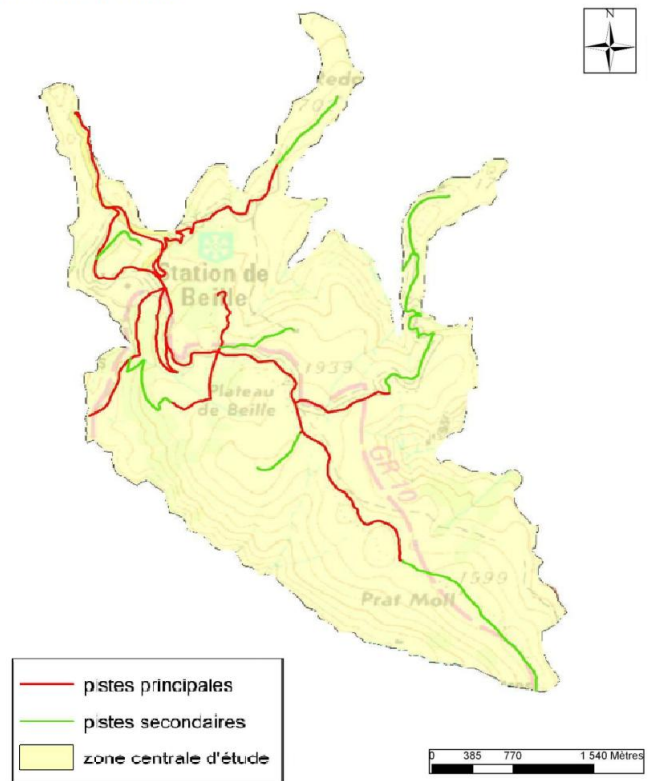 N
Redo
Station de
Beille
1939
Plateau
de Beille
GR 10
1599
Prat Moll
pistes principales
pistes secondaires
zone centrale d'étude
0 385 770 1 540 Mètres